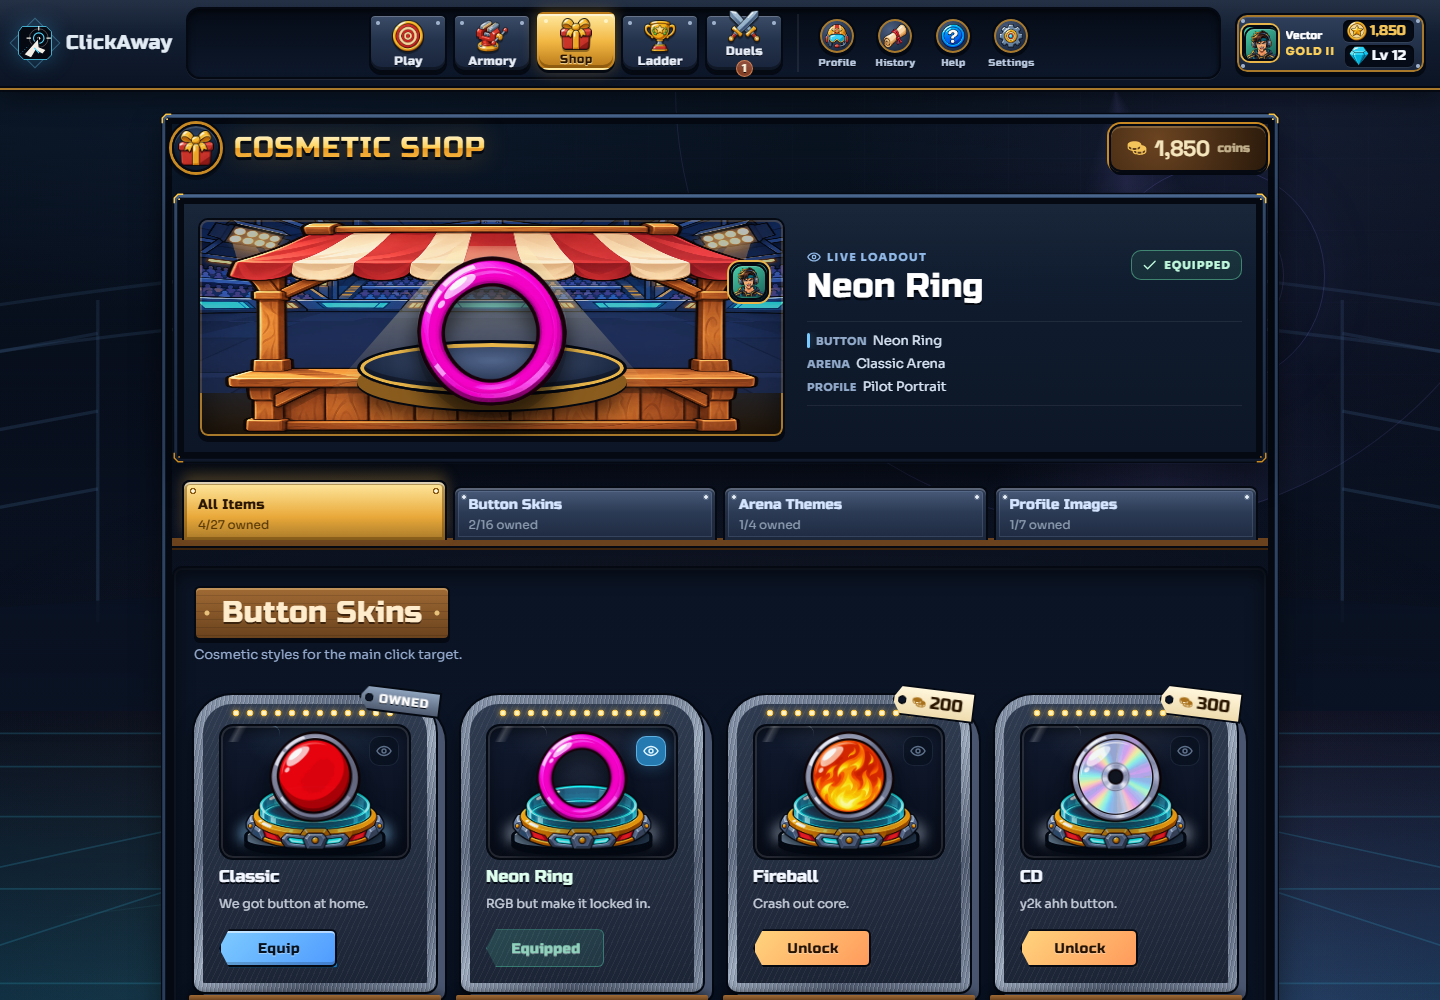 ClickAway
Play
Armory
Shop
Ladder
Duels
1
Profile
History
Help
Settings
Vector
GOLD II
1,850
Lv 12
COSMETIC SHOP
1,850 coins
LIVE LOADOUT
Neon Ring
EQUIPPED
BUTTON Neon Ring
ARENA Classic Arena
PROFILE Pilot Portrait
All Items
4/27 owned
Button Skins
2/16 owned
Arena Themes
1/4 owned
Profile Images
1/7 owned
Button Skins
Cosmetic styles for the main click target.
OWNED
Classic
We got button at home.
Equip
Neon Ring
RGB but make it locked in.
Equipped
200
Fireball
Crash out core.
Unlock
300
CD
y2k ahh button.
Unlock